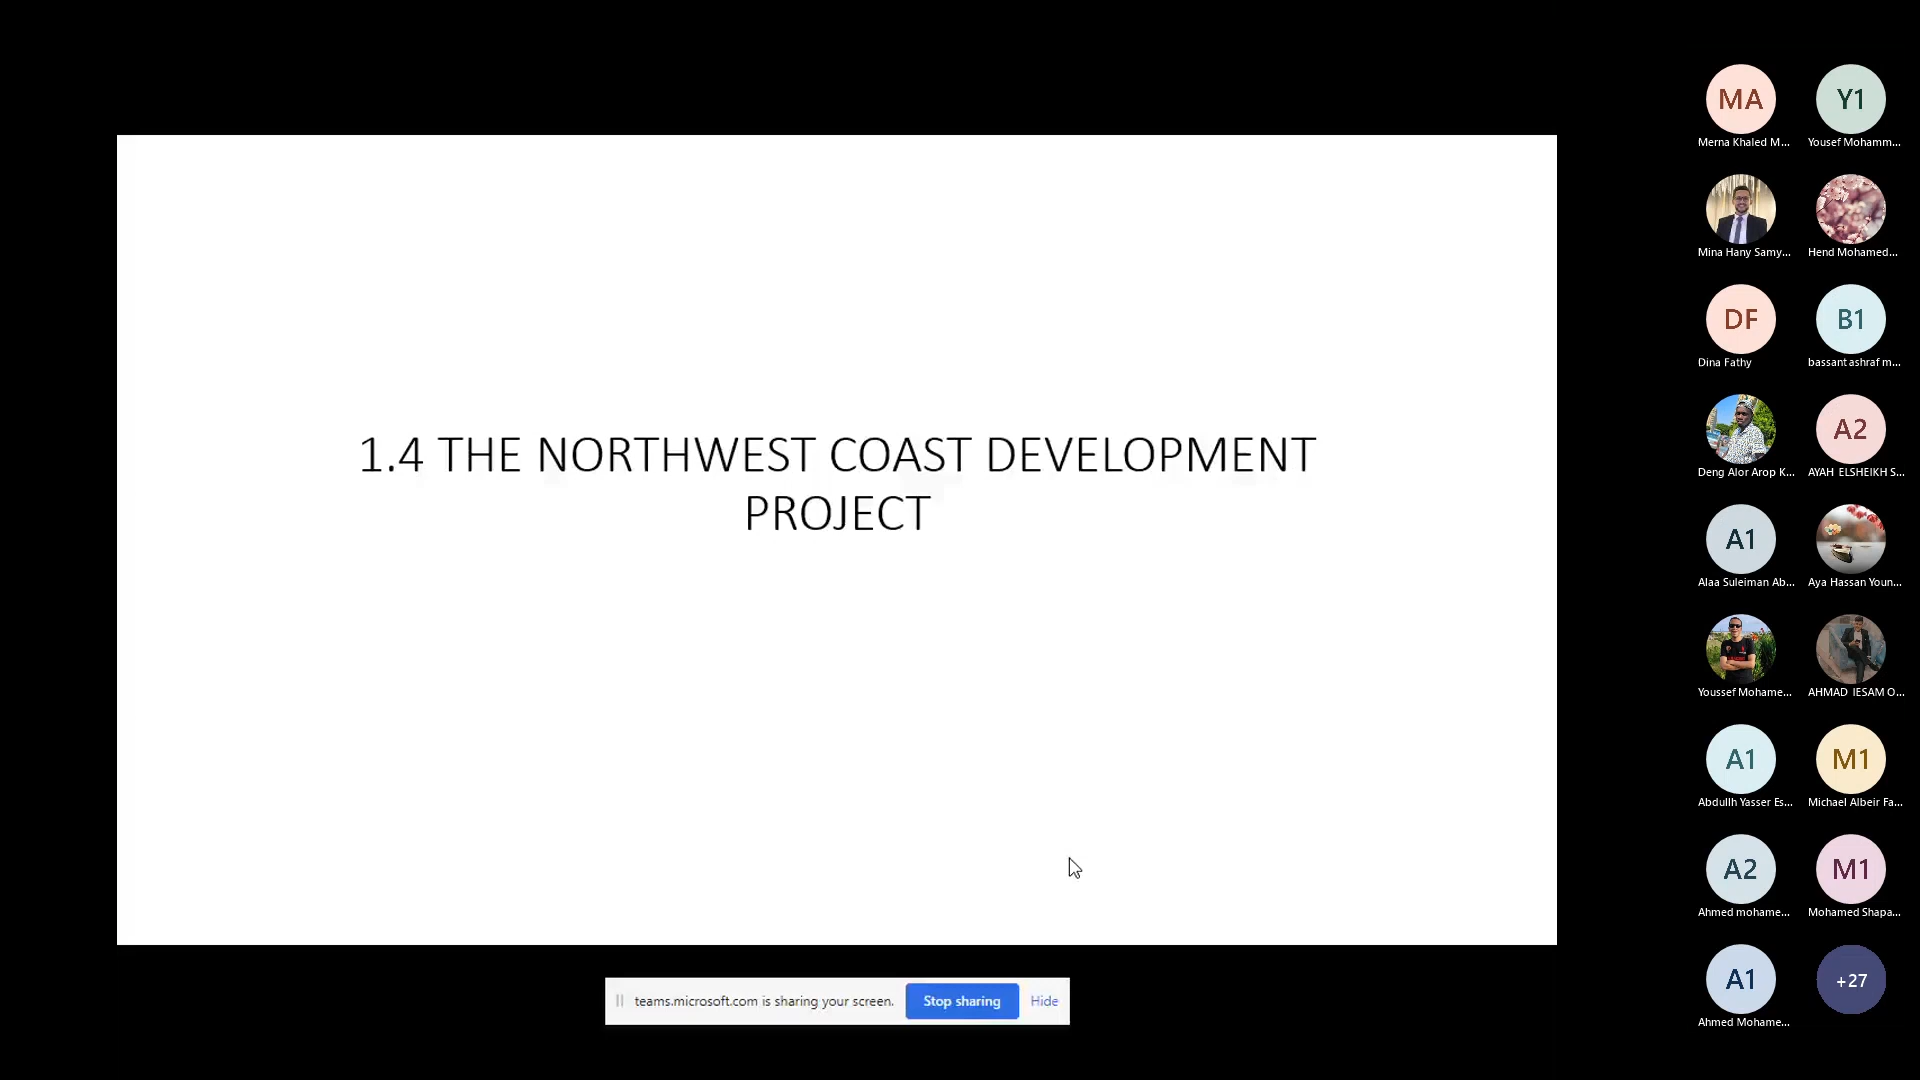 1.4 THE NORTHWEST COAST DEVELOPMENT
PROJECT
teams.microsoft.com is sharing your screen.
Stop sharing
Hide
MA
Y1
Merna Khaled M...
Yousef Mohamm...
Mina Hany Samy...
Hend Mohamed...
DF
B1
Dina Fathy
bassant ashraf m...
A2
Deng Alor Arop K...
AYAH ELSHEIKH S...
A1
Alaa Suleiman Ab...
Aya Hassan Youn...
Youssef Mohame...
AHMAD IESAM O...
A1
M1
Abdullh Yasser Es...
Michael Albeir Fa...
A2
M1
Ahmed mohame...
Mohamed Shapa...
A1
+27
Ahmed Mohame...